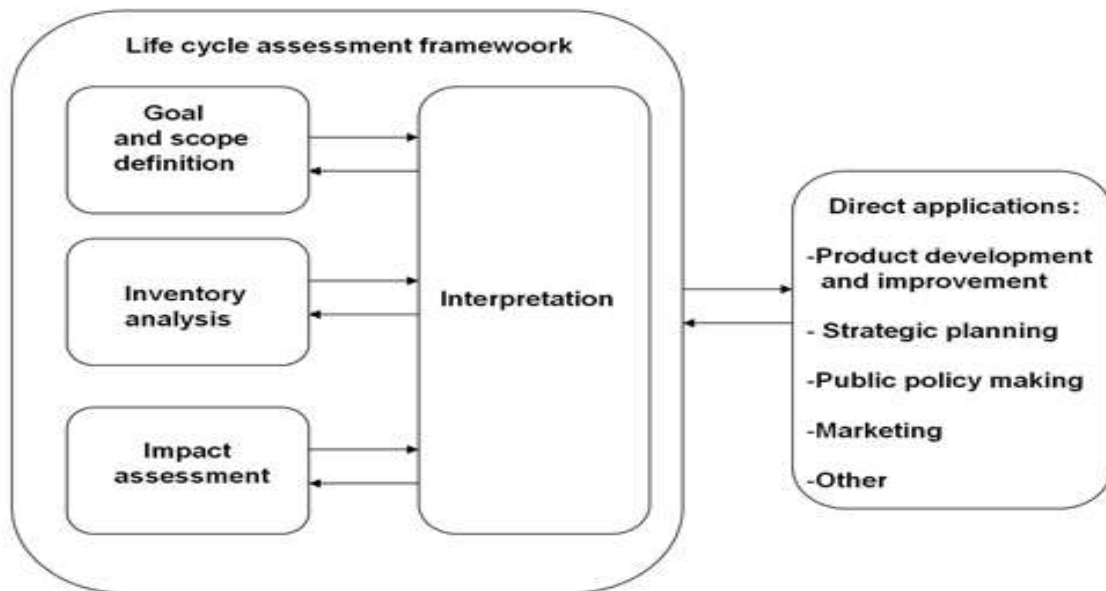 Life cycle assessment framewoork
Goal
and scope
definition
Inventory
analysis
Impact
assessment
Interpretation
Direct applications:
-Product development
and improvement
- Strategic planning
-Public policy making
-Marketing
-Other